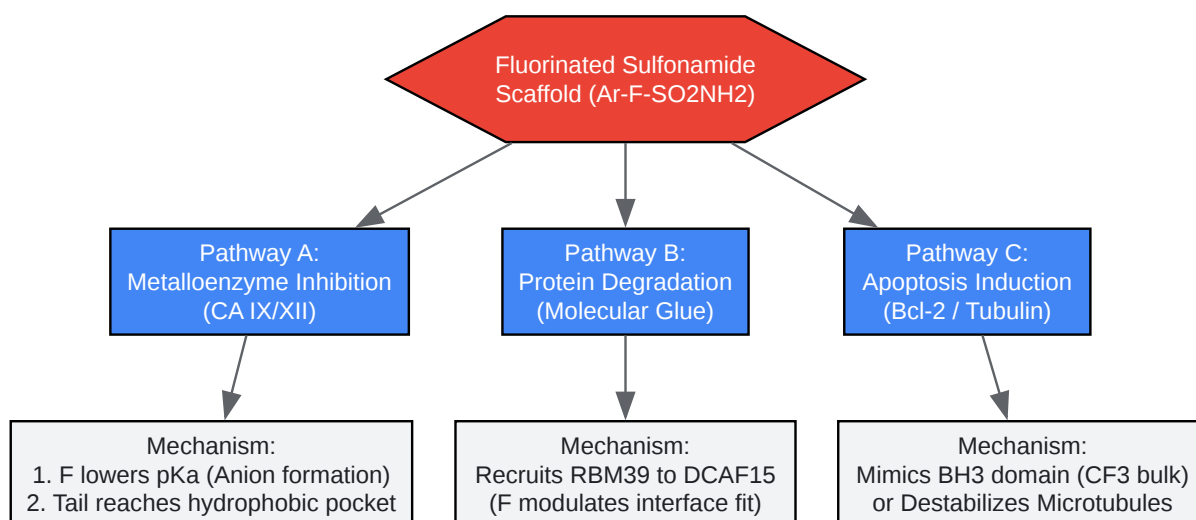 Fluorinated Sulfonamide
Scaffold (Ar-F-SO2NH2)
Pathway A:
Metalloenzyme Inhibition
(CA IX/XII)
Pathway B:
Protein Degradation
(Molecular Glue)
Pathway C:
Apoptosis Induction
(Bcl-2 / Tubulin)
Mechanism:
1. F lowers pKa (Anion formation)
2. Tail reaches hydrophobic pocket
Mechanism:
Recruits RBM39 to DCAF15
(F modulates interface fit)
Mechanism:
Mimics BH3 domain (CF3 bulk)
or Destabilizes Microtubules